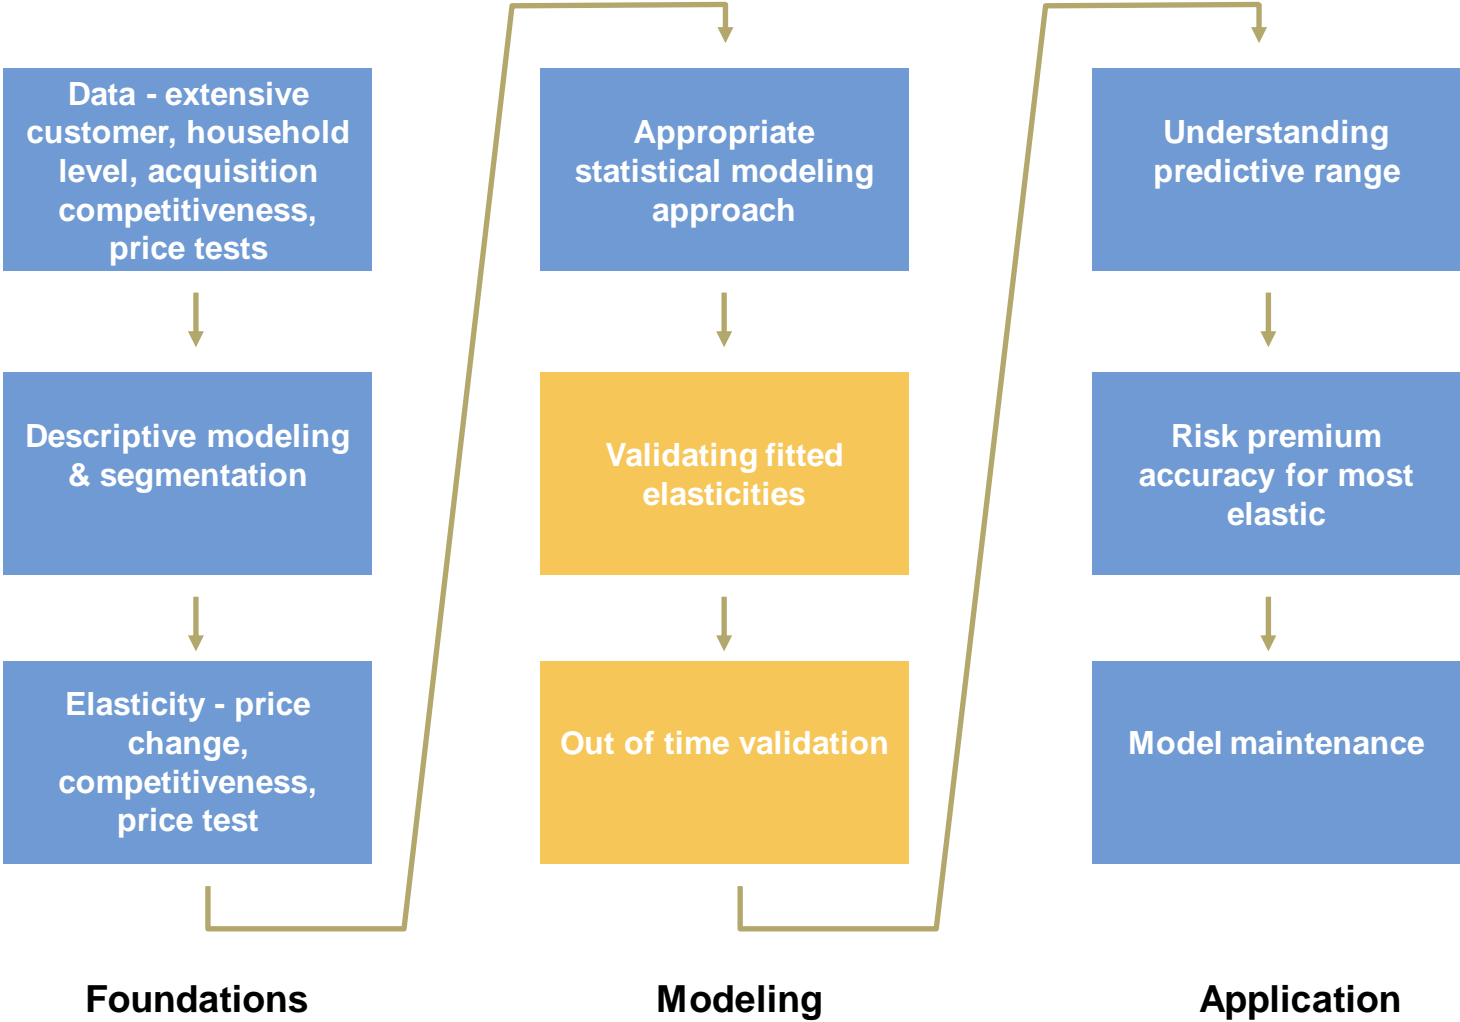 Data - extensive
customer, household
level, acquisition
competitiveness,
price tests
Descriptive modeling
& segmentation
Elasticity - price
change,
competitiveness,
price test
Foundations
Appropriate
statistical modeling
approach
Validating fitted
elasticities
Out of time validation
Modeling
Understanding
predictive range
Risk premium
accuracy for most
elastic
Model maintenance
Application